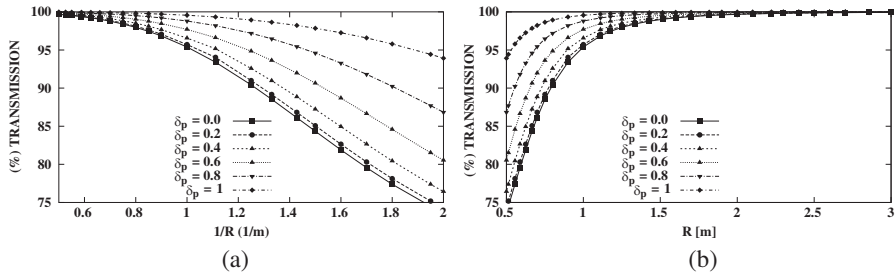 (%) TRANSMISSION
100
95
90
85
80
75
δp = 0.0
δp = 0.2
δp = 0.4
δp = 0.6
δp = 0.8
δp = 1
0.6 0.8 1 1.2 1.4 1.6 1.8 2
1/R (1/m)
(a)
(%) TRANSMISSION
100
95
90
85
80
75
δp = 0.0
δp = 0.2
δp = 0.4
δp = 0.6
δp = 0.8
δp = 1
0.5 1 1.5 2 2.5 3
R [m]
(b)